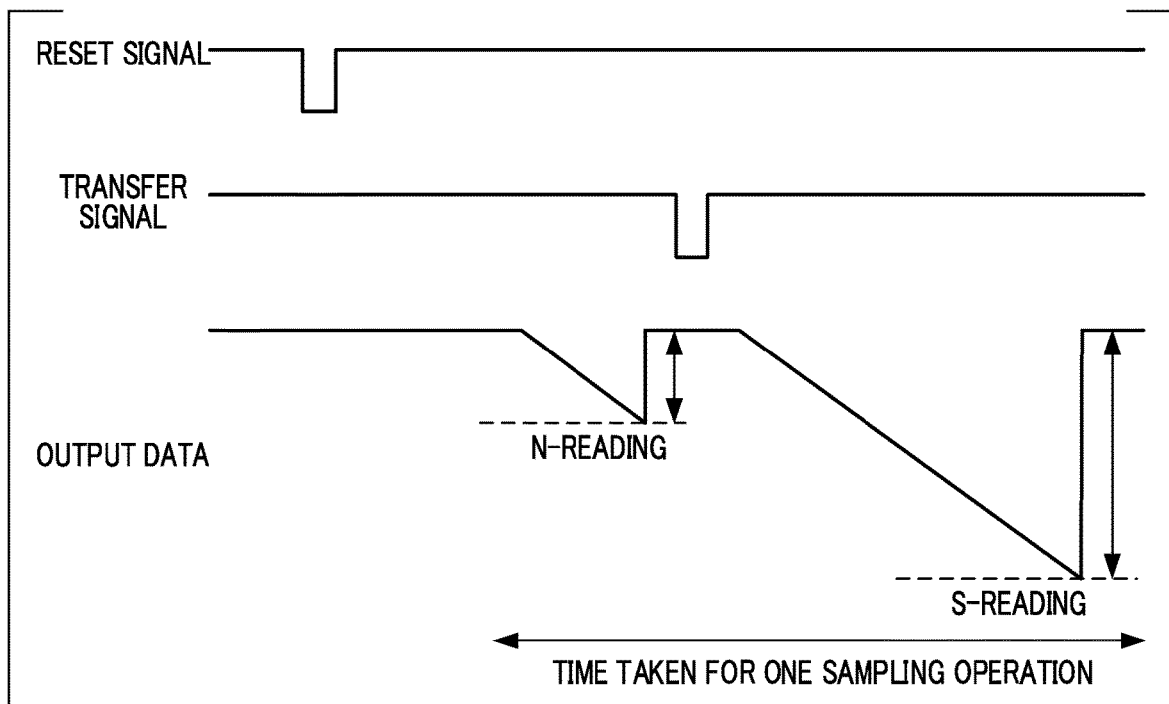 RESET SIGNAL
TRANSFER
SIGNAL
OUTPUT DATA
N-READING
S-READING
TIME TAKEN FOR ONE SAMPLING OPERATION